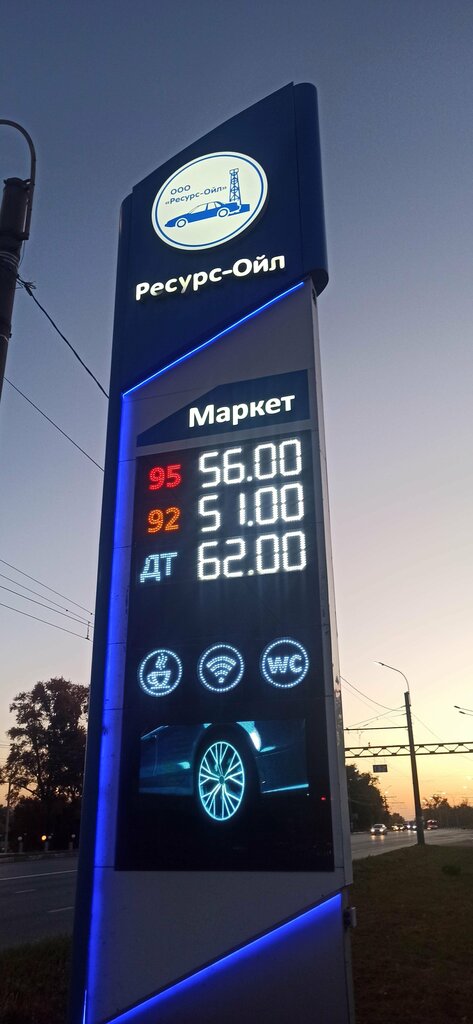 ООО
«Ресурс-Ойл»
Ресурс-Ойл
Маркет
95 56.00
92 51.00
ДТ 62.00
WC